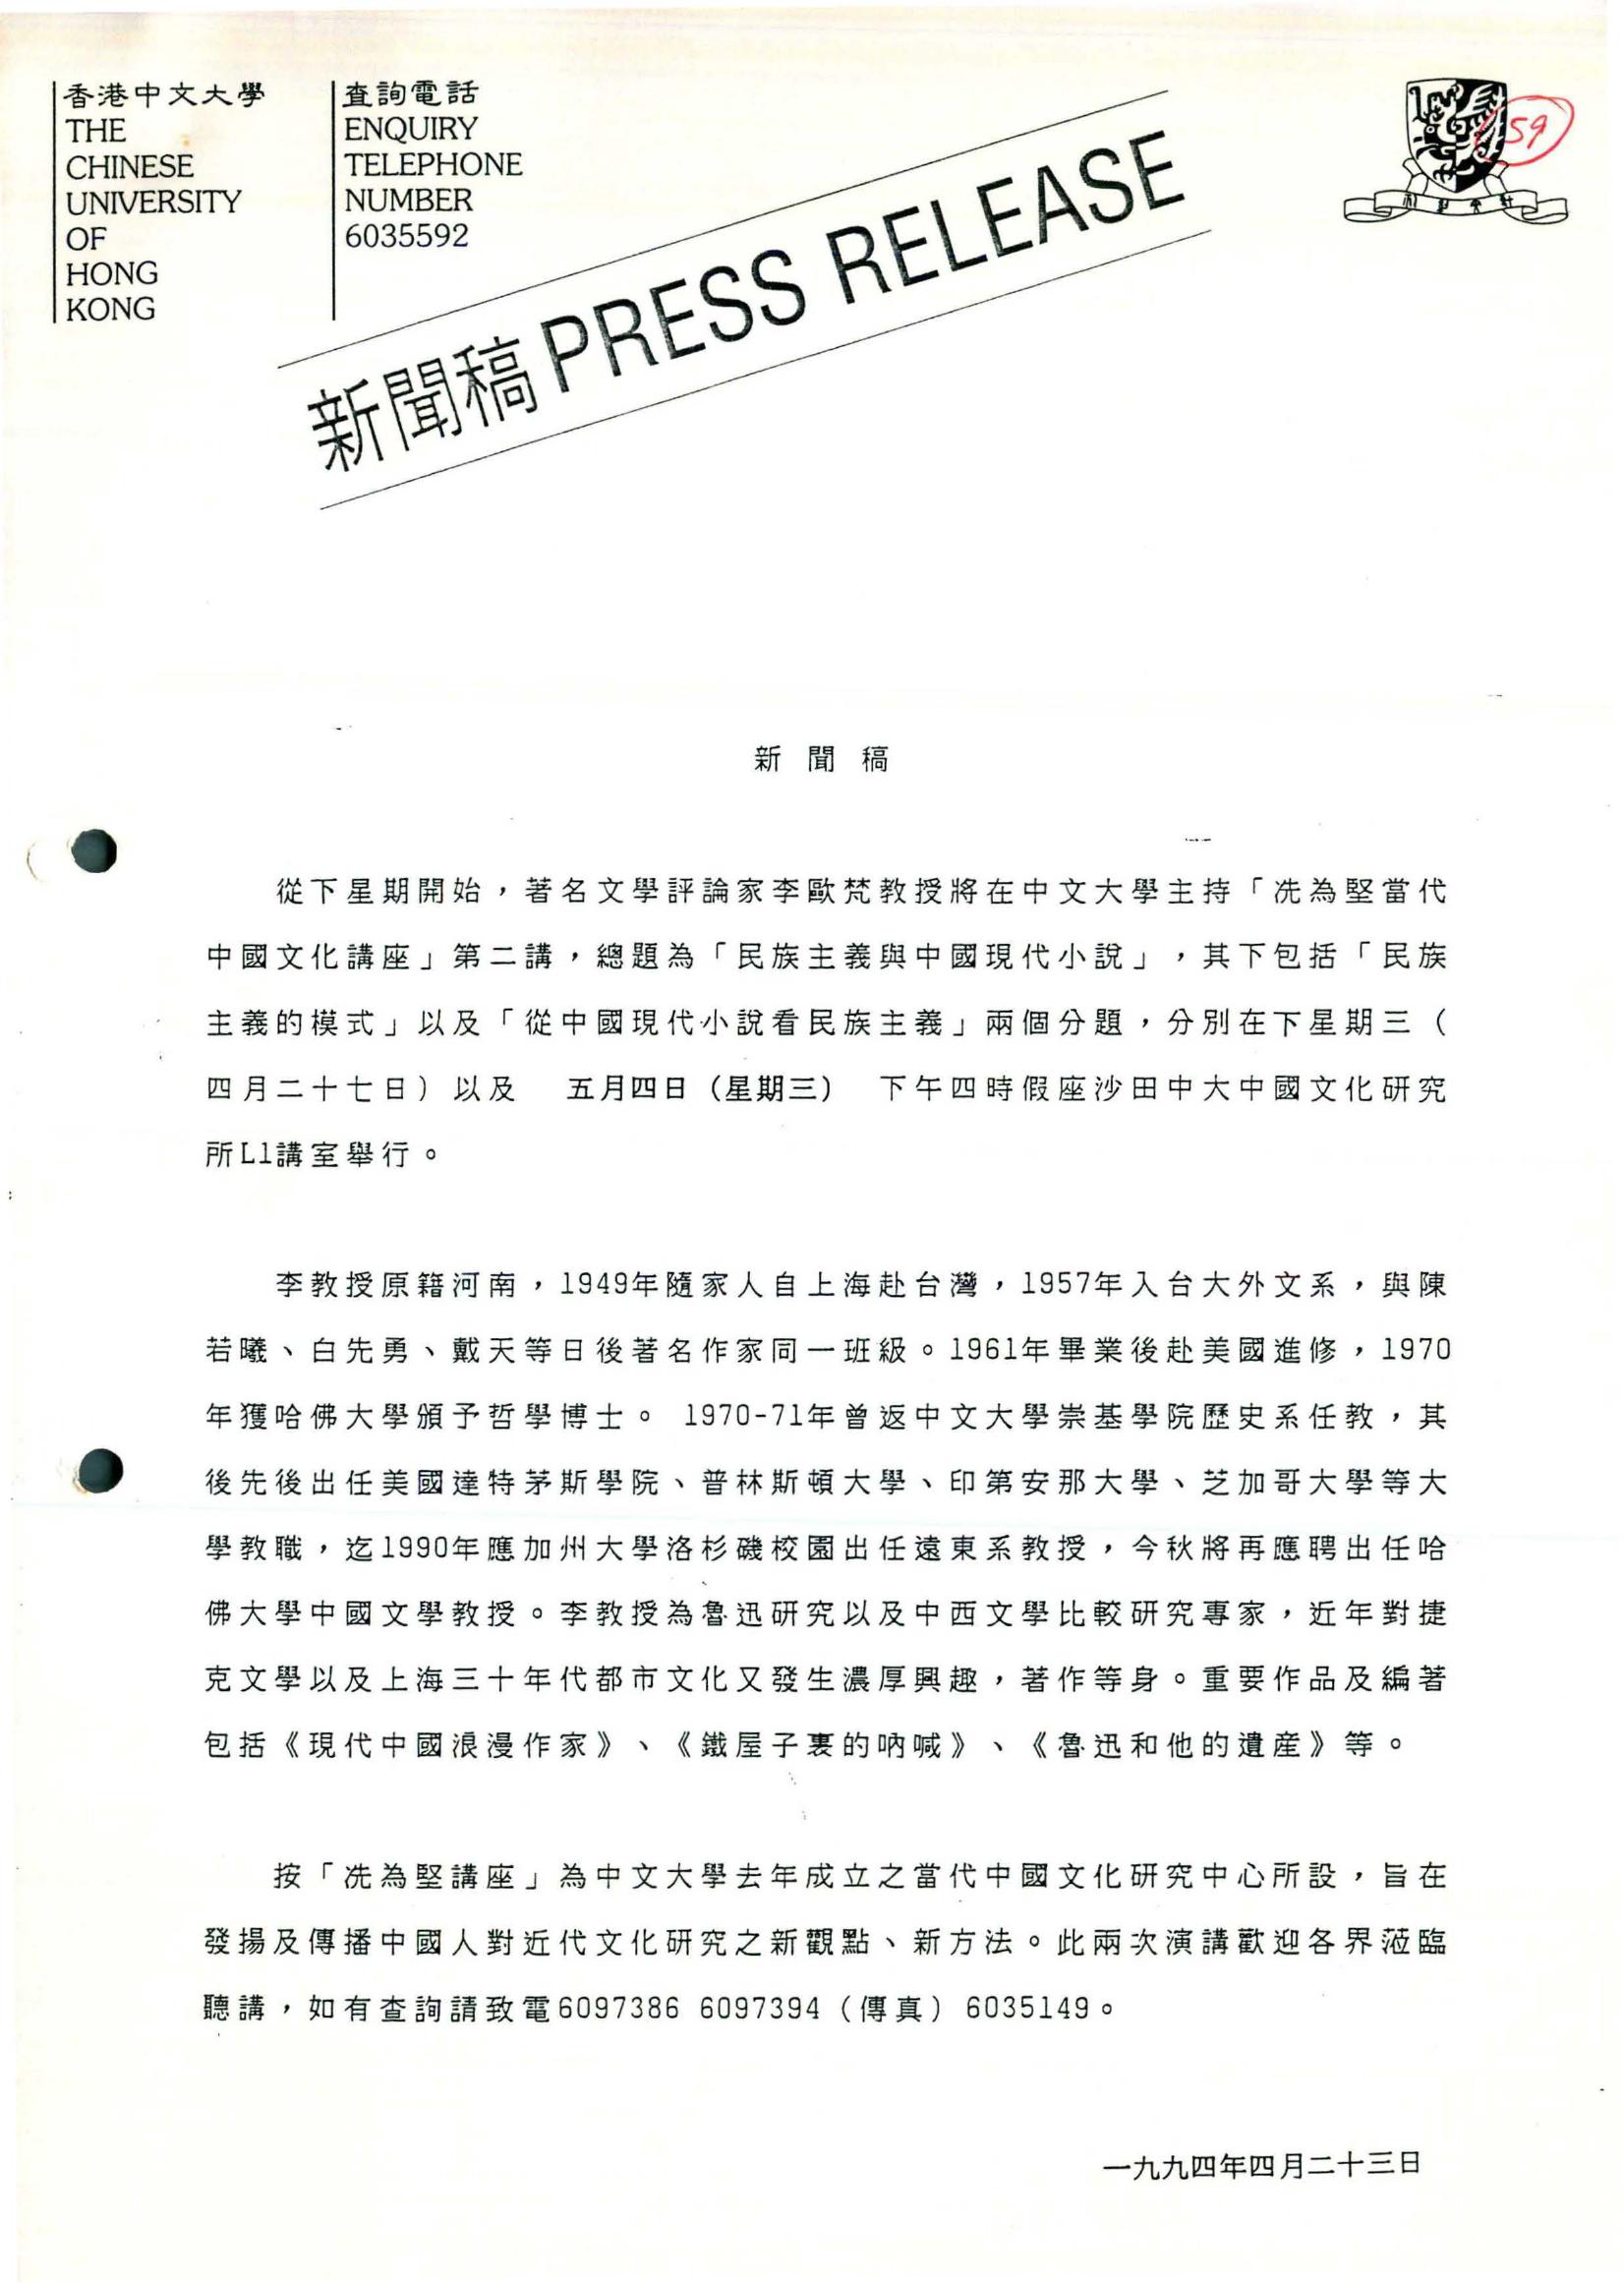 香港中文大學
THE
CHINESE
UNIVERSITY
OF
HONG
KONG
查詢電話
ENQUIRY
TELEPHONE
NUMBER
6035592
59
新聞稿 PRESS RELEASE
新聞稿
從下星期開始，著名文學評論家李歐梵教授將在中文大學主持「冼為堅當代
中國文化講座」第二講，總題為「民族主義與中國現代小說」，其下包括「民族
主義的模式」以及「從中國現代小說看民族主義」兩個分題，分別在下星期三（
四月二十七日）以及 五月四日（星期三） 下午四時假座沙田中大中國文化研究
所L1講室舉行。
李教授原籍河南，1949年隨家人自上海赴台灣，1957年入台大外文系，與陳
若曦、白先勇、戴天等日後著名作家同一班級。1961年畢業後赴美國進修，1970
年獲哈佛大學頒予哲學博士。 1970-71年曾返中文大學崇基學院歷史系任教，其
後先後出任美國達特茅斯學院、普林斯頓大學、印第安那大學、芝加哥大學等大
學教職，迄1990年應加州大學洛杉磯校園出任遠東系教授，今秋將再應聘出任哈
佛大學中國文學教授。李教授為魯迅研究以及中西文學比較研究專家，近年對捷
克文學以及上海三十年代都市文化又發生濃厚興趣，著作等身。重要作品及編著
包括《現代中國浪漫作家》、《鐵屋子裏的吶喊》、《魯迅和他的遺產》等。
按「冼為堅講座」為中文大學去年成立之當代中國文化研究中心所設，旨在
發揚及傳播中國人對近代文化研究之新觀點、新方法。此兩次演講歡迎各界蒞臨
聽講，如有查詢請致電6097386 6097394（傳真）6035149。
一九九四年四月二十三日